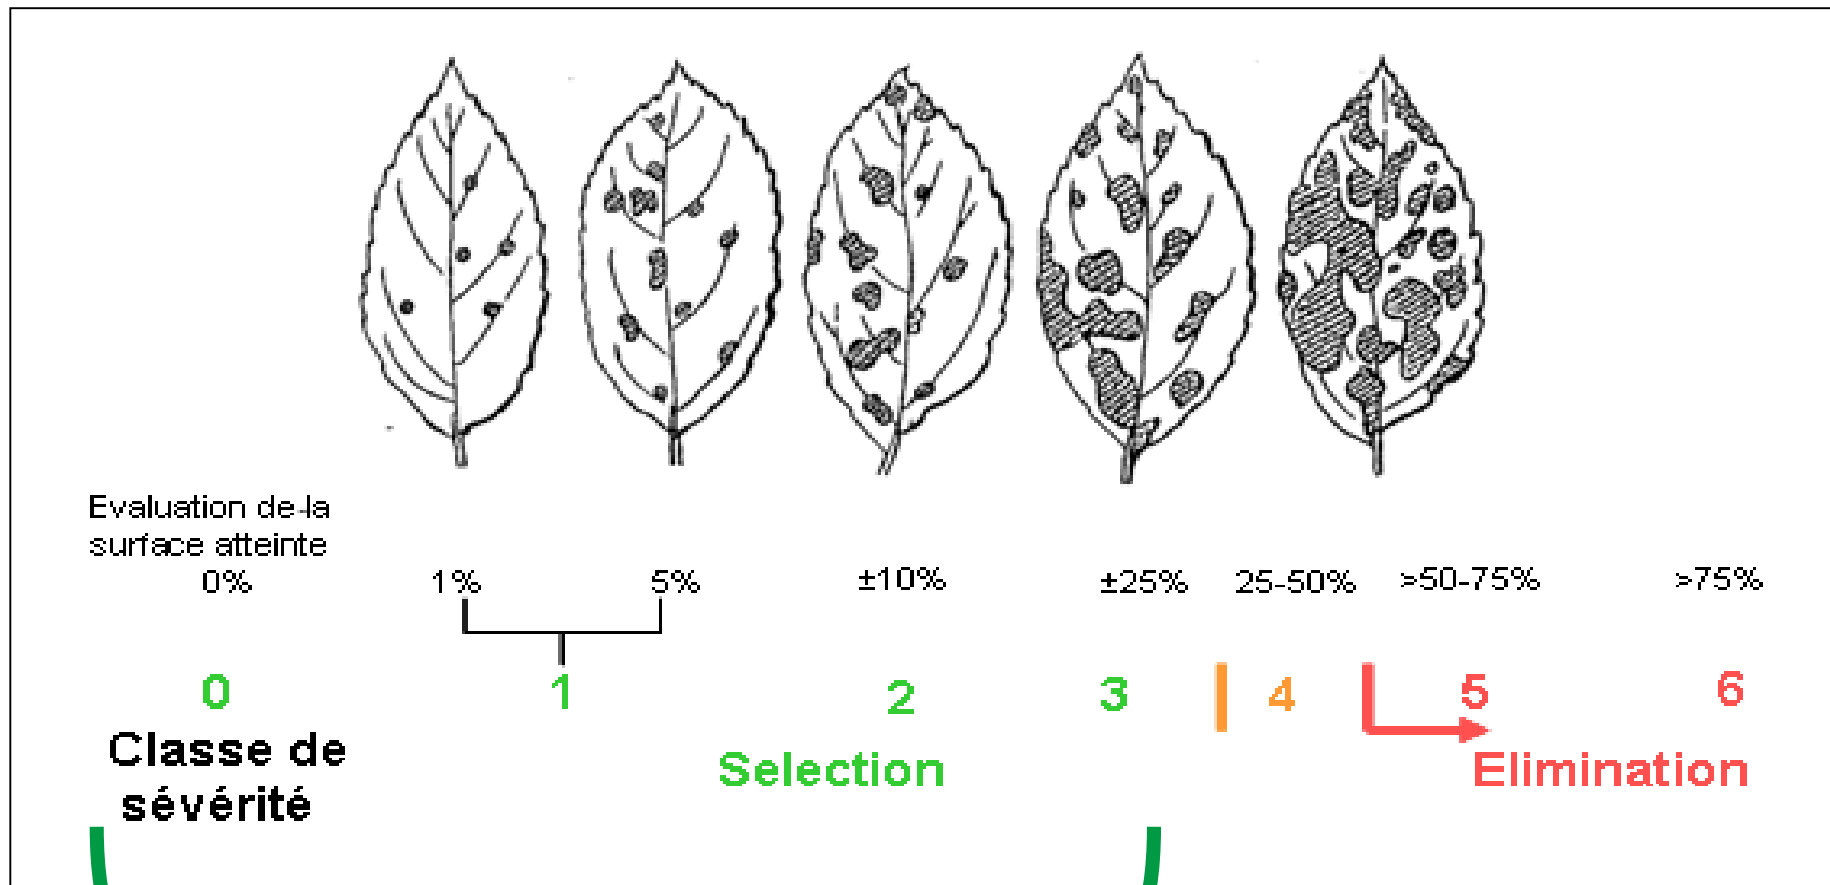 Evaluation de la
surface atteinte
0% 1% 5% ±10% ±25% 25-50% >50-75% >75%
0 1 2 3 4 5 6
Classe de
sévérité
Selection
Elimination